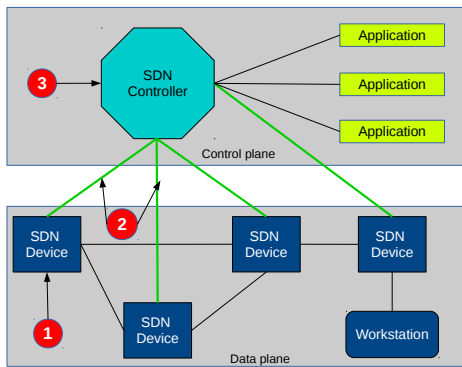 Application
3
SDN
Controller
Application
Application
Control plane
2
SDN
Device
SDN
Device
SDN
Device
SDN
Device
1
Workstation
Data plane